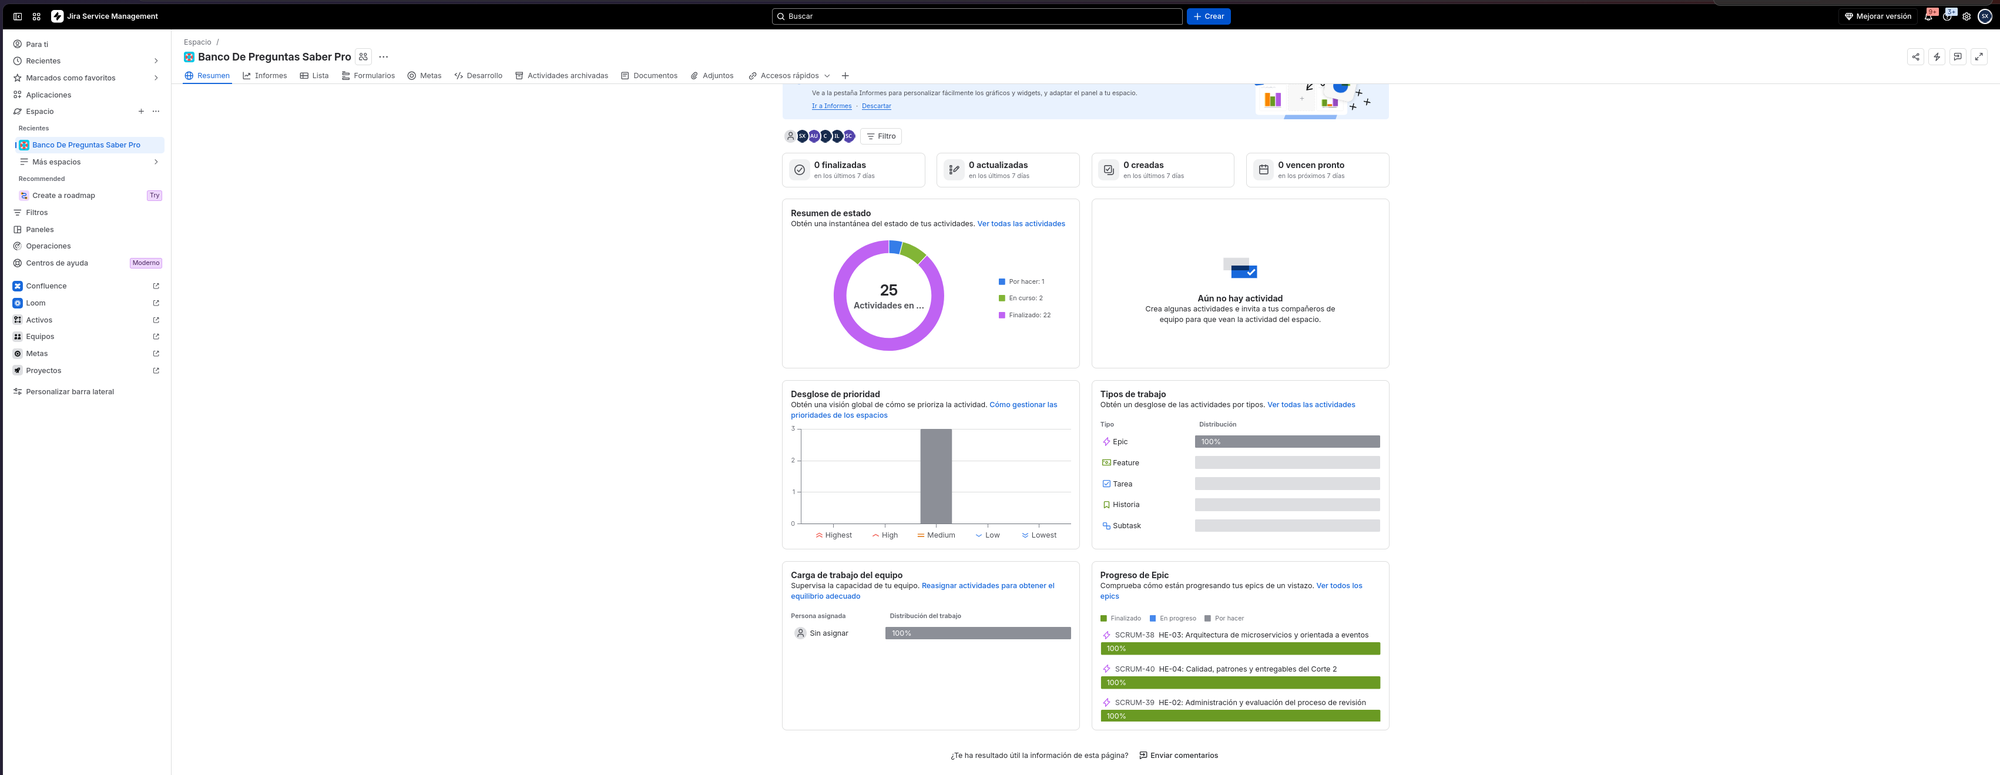 Jira Service Management
Buscar
Crear
Mejorar versión
9+
3+
SX
Para ti
Recientes
Marcados como favoritos
Aplicaciones
Espacio
Recientes
Banco De Preguntas Saber Pro
Más espacios
Recommended
Create a roadmap
Try
Filtros
Paneles
Operaciones
Centros de ayuda
Moderno
Confluence
Loom
Activos
Equipos
Metas
Proyectos
Personalizar barra lateral
Espacio /
Banco De Preguntas Saber Pro
Resumen
Informes
Lista
Formularios
Metas
Desarrollo
Actividades archivadas
Documentos
Adjuntos
Accesos rápidos
Ve a la pestaña Informes para personalizar fácilmente los gráficos y widgets, y adaptar el panel a tu espacio.
Ir a Informes · Descartar
SX AU C IL SC
Filtro
0 finalizadas
en los últimos 7 días
0 actualizadas
en los últimos 7 días
0 creadas
en los últimos 7 días
0 vencen pronto
en los próximos 7 días
Resumen de estado
Obtén una instantánea del estado de tus actividades. Ver todas las actividades
25
Actividades en ...
Por hacer: 1
En curso: 2
Finalizado: 22
Aún no hay actividad
Crea algunas actividades e invita a tus compañeros de
equipo para que vean la actividad del espacio.
Desglose de prioridad
Obtén una visión global de cómo se prioriza la actividad. Cómo gestionar las
prioridades de los espacios
3
2
1
0
Highest
High
Medium
Low
Lowest
Tipos de trabajo
Obtén un desglose de las actividades por tipos. Ver todas las actividades
Tipo
Distribución
Epic
100%
Feature
Tarea
Historia
Subtask
Carga de trabajo del equipo
Supervisa la capacidad de tu equipo. Reasignar actividades para obtener el
equilibrio adecuado
Persona asignada
Distribución del trabajo
Sin asignar
100%
Progreso de Epic
Comprueba cómo están progresando tus epics de un vistazo. Ver todos los
epics
Finalizado
En progreso
Por hacer
SCRUM-38 HE-03: Arquitectura de microservicios y orientada a eventos
100%
SCRUM-40 HE-04: Calidad, patrones y entregables del Corte 2
100%
SCRUM-39 HE-02: Administración y evaluación del proceso de revisión
100%
¿Te ha resultado útil la información de esta página?
Enviar comentarios